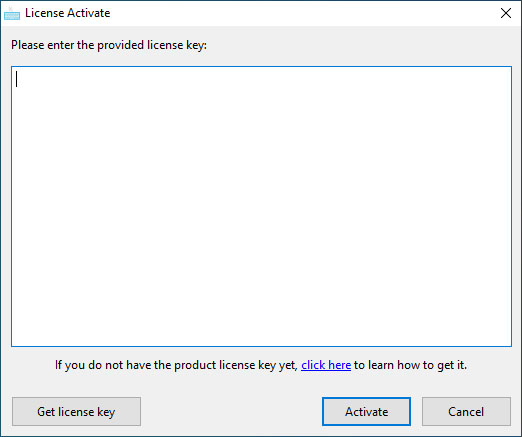 License Activate
Please enter the provided license key:
If you do not have the product license key yet, click here to learn how to get it.
Get license key
Activate
Cancel